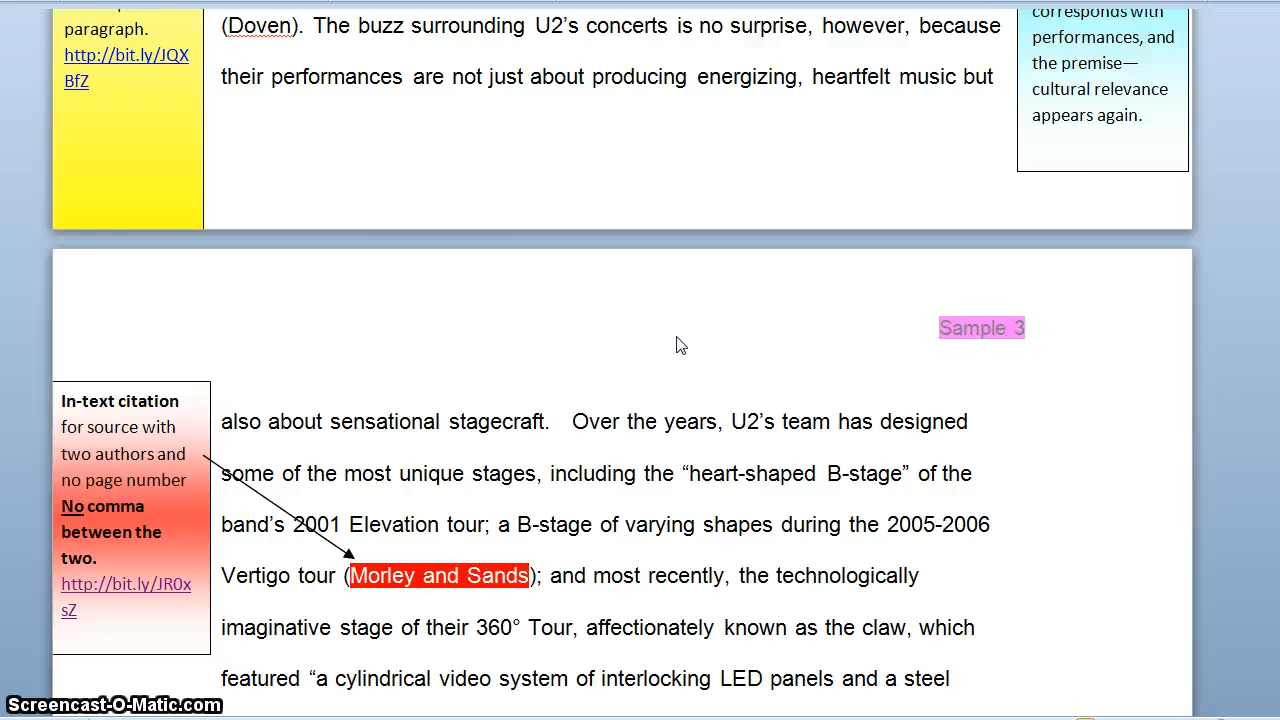 paragraph.
http://bit.ly/JQX
BfZ
(Doven). The buzz surrounding U2’s concerts is no surprise, however, because
their performances are not just about producing energizing, heartfelt music but
corresponds with
performances, and
the premise—
cultural relevance
appears again.
Sample 3
In-text citation
for source with
two authors and
no page number
No comma
between the
two.
http://bit.ly/JR0x
sZ
also about sensational stagecraft. Over the years, U2’s team has designed
some of the most unique stages, including the “heart-shaped B-stage” of the
band’s 2001 Elevation tour; a B-stage of varying shapes during the 2005-2006
Vertigo tour (Morley and Sands); and most recently, the technologically
imaginative stage of their 360° Tour, affectionately known as the claw, which
featured “a cylindrical video system of interlocking LED panels and a steel
Screencast-O-Matic.com